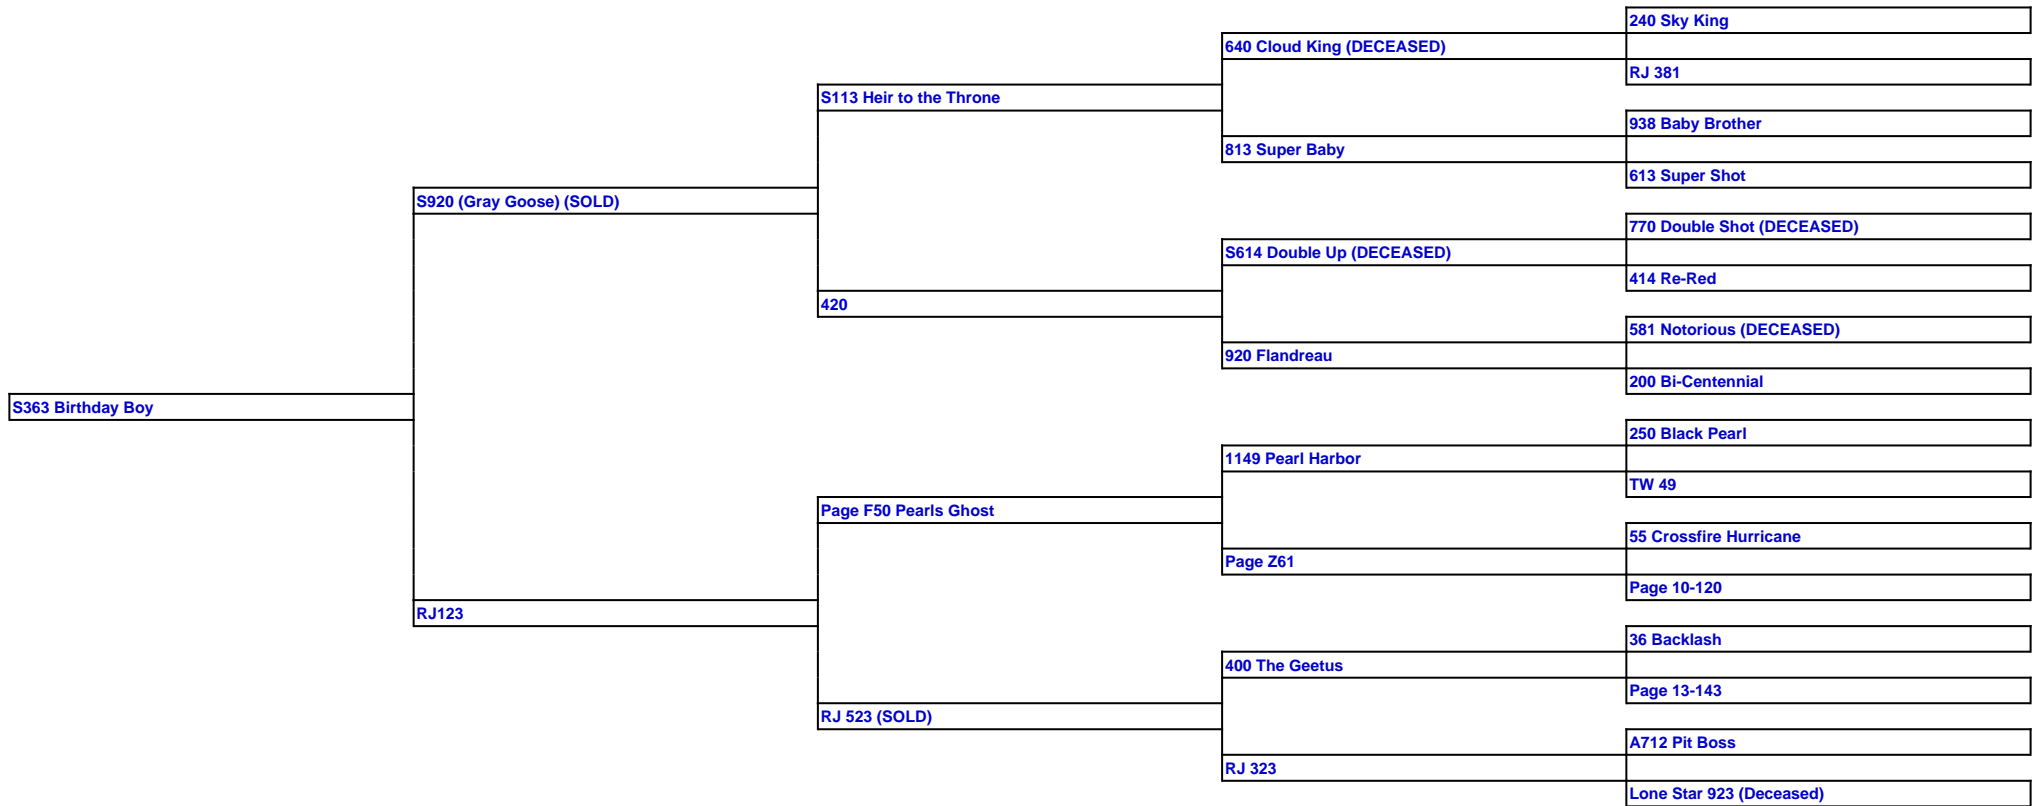 240 Sky King
640 Cloud King (DECEASED)
RJ 381
S113 Heir to the Throne
938 Baby Brother
813 Super Baby
613 Super Shot
S920 (Gray Goose) (SOLD)
770 Double Shot (DECEASED)
S614 Double Up (DECEASED)
414 Re-Red
420
581 Notorious (DECEASED)
920 Flandreau
200 Bi-Centennial
S363 Birthday Boy
250 Black Pearl
1149 Pearl Harbor
TW 49
Page F50 Pearls Ghost
55 Crossfire Hurricane
Page Z61
Page 10-120
RJ123
36 Backlash
400 The Geetus
Page 13-143
RJ 523 (SOLD)
A712 Pit Boss
RJ 323
Lone Star 923 (Deceased)